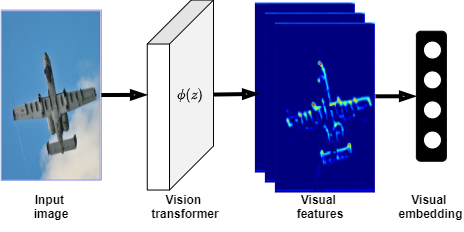 ϕ(z)
Input
image
Vision
transformer
Visual
features
Visual
embedding